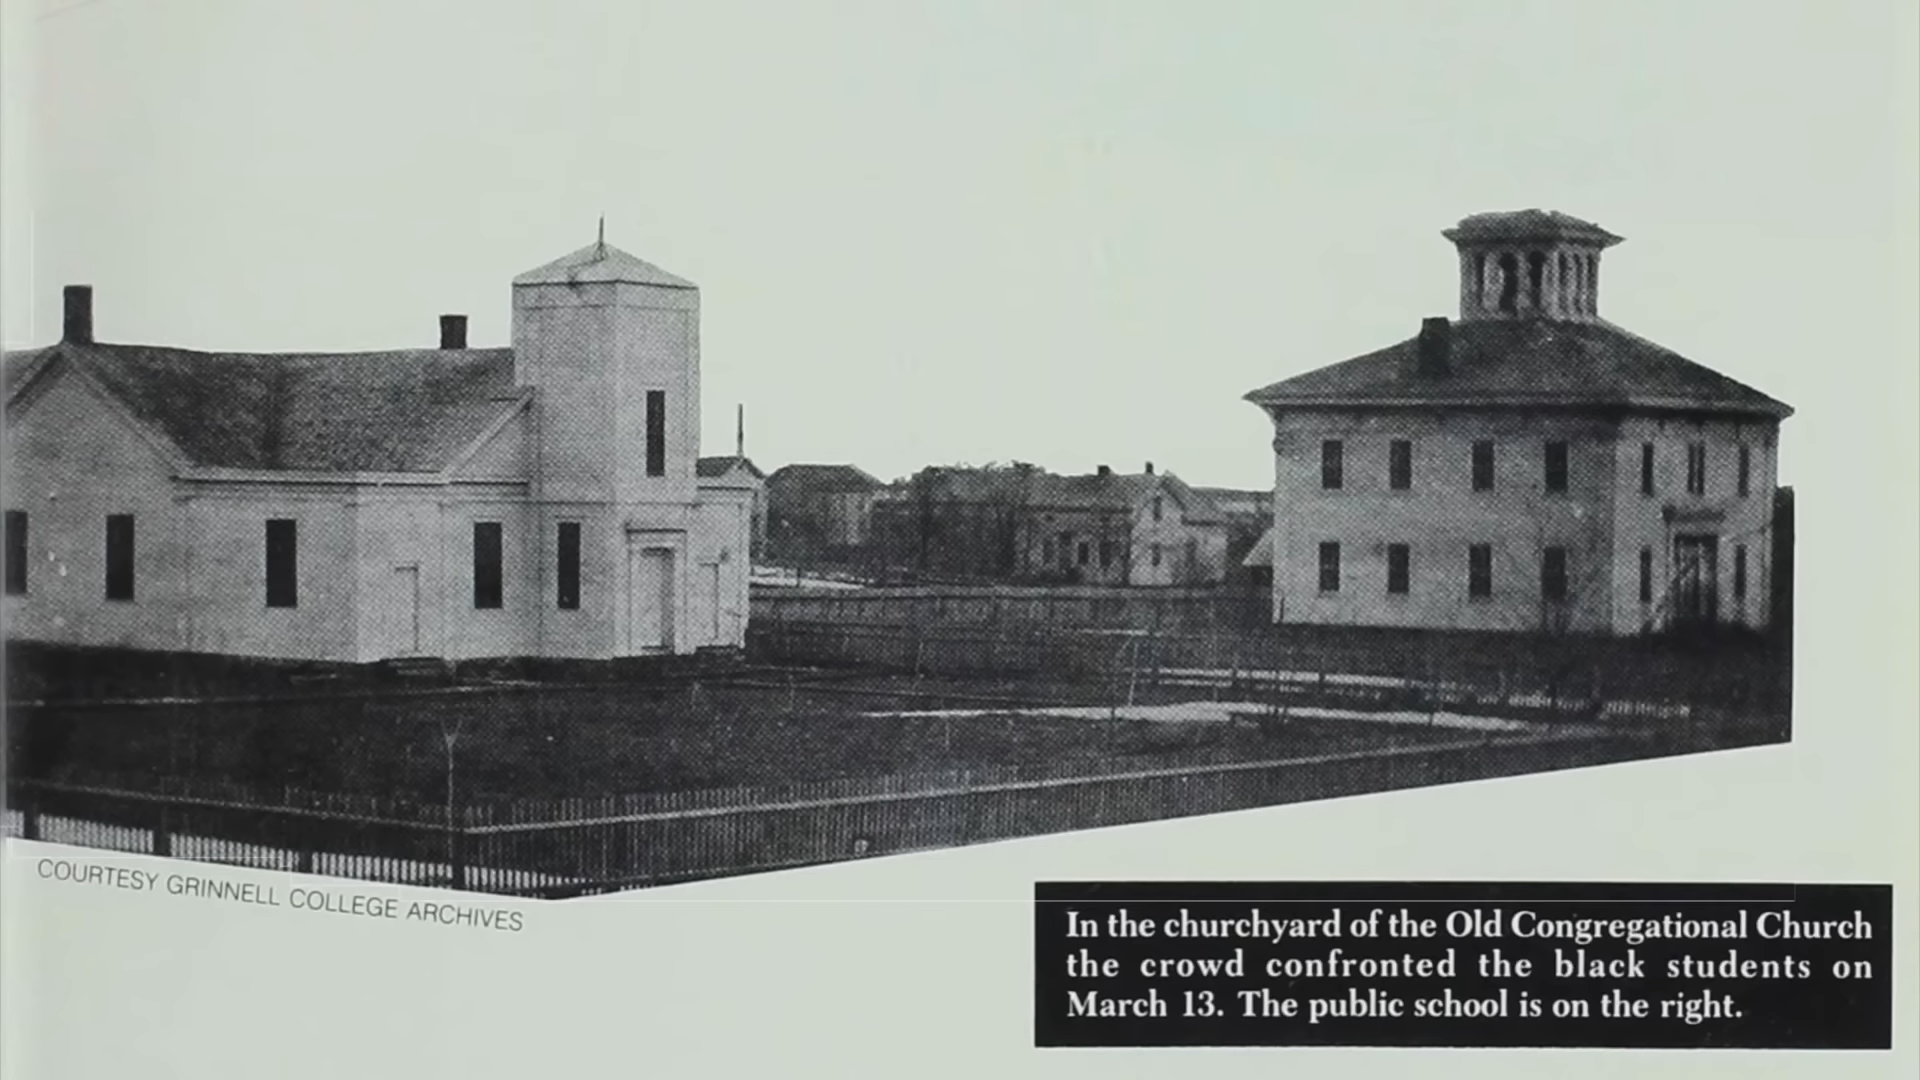 COURTESY GRINNELL COLLEGE ARCHIVES
In the churchyard of the Old Congregational Church
the crowd confronted the black students on
March 13. The public school is on the right.